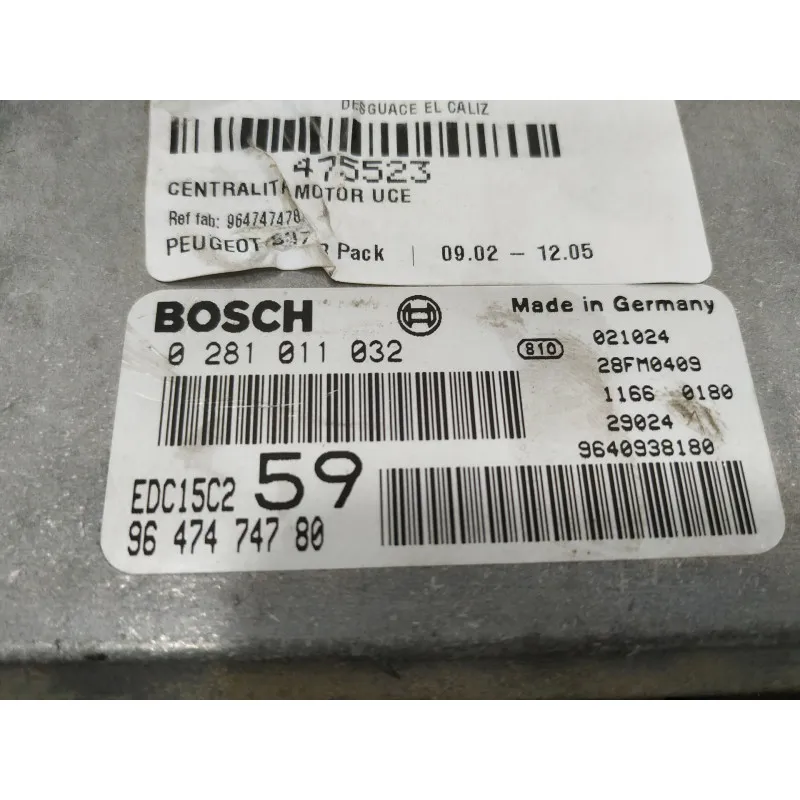 DESGUACE EL CALIZ
475523
CENTRALITA MOTOR UCE
Ref fab: 964747478
PEUGEOT Pack | 09.02 - 12.05
BOSCH Made in Germany
0 281 011 032 810 021024
28FM0409
1166 0180
29024
9640938180
EDC15C2 59
96 474 747 80